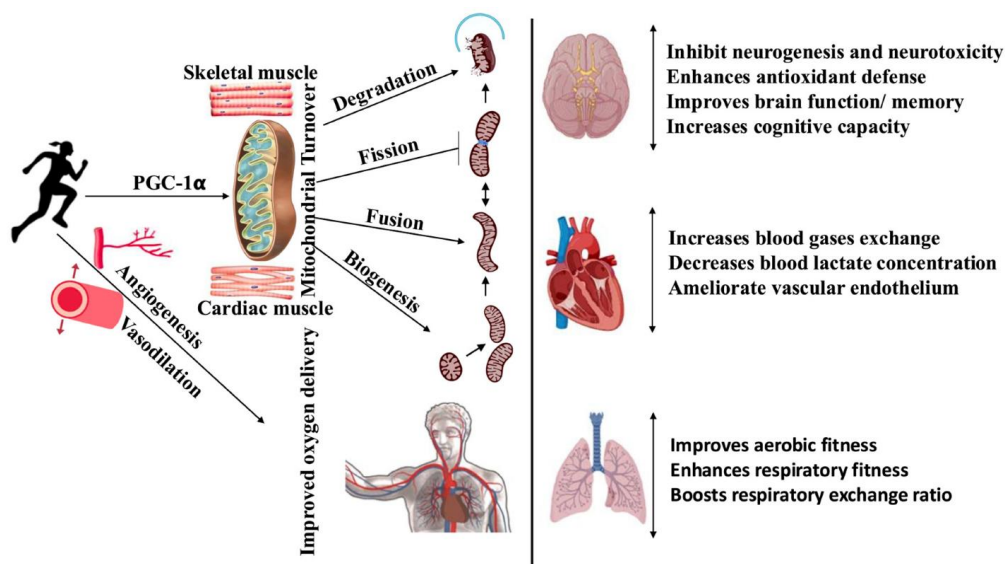 Skeletal muscle
PGC-1α
Cardiac muscle
Angiogenesis
Vasodilation
Mitochondrial Turnover
Improved oxygen delivery
Degradation
Fission
Fusion
Biogenesis
Inhibit neurogenesis and neurotoxicity
Enhances antioxidant defense
Improves brain function/ memory
Increases cognitive capacity
Increases blood gases exchange
Decreases blood lactate concentration
Ameliorate vascular endothelium
Improves aerobic fitness
Enhances respiratory fitness
Boosts respiratory exchange ratio